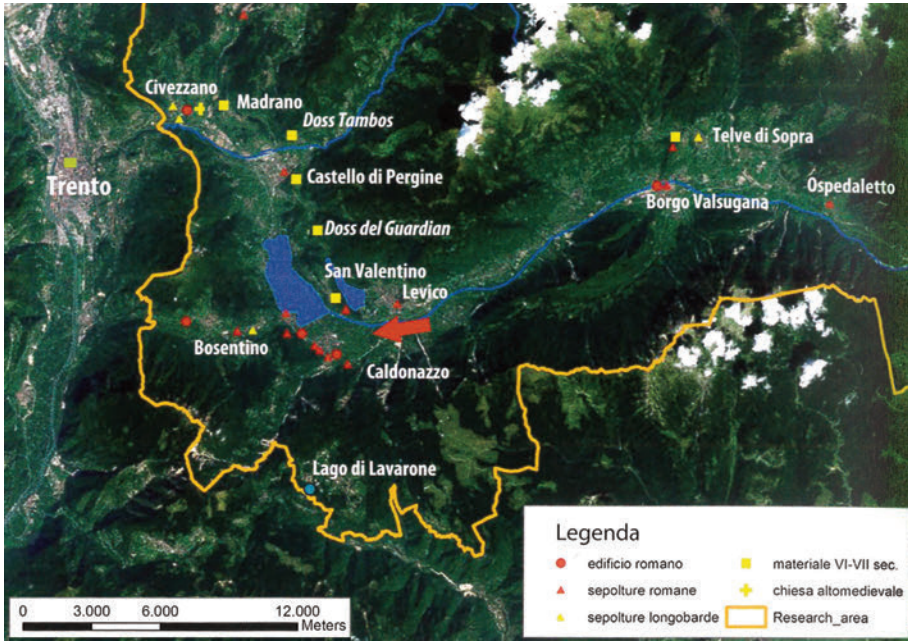 Civezzano
Madrano
Doss Tambos
Telve di Sopra
Trento
Castello di Pergine
Ospedaletto
Borgo Valsugana
Doss del Guardian
San Valentino
Levico
Bosentino
Caldonazzo
Lago di Lavarone
Legenda
edificio romano
materiale VI-VII sec.
sepolture romane
chiesa altomedievale
sepolture longobarde
Research_area
0 3.000 6.000 12.000
Meters